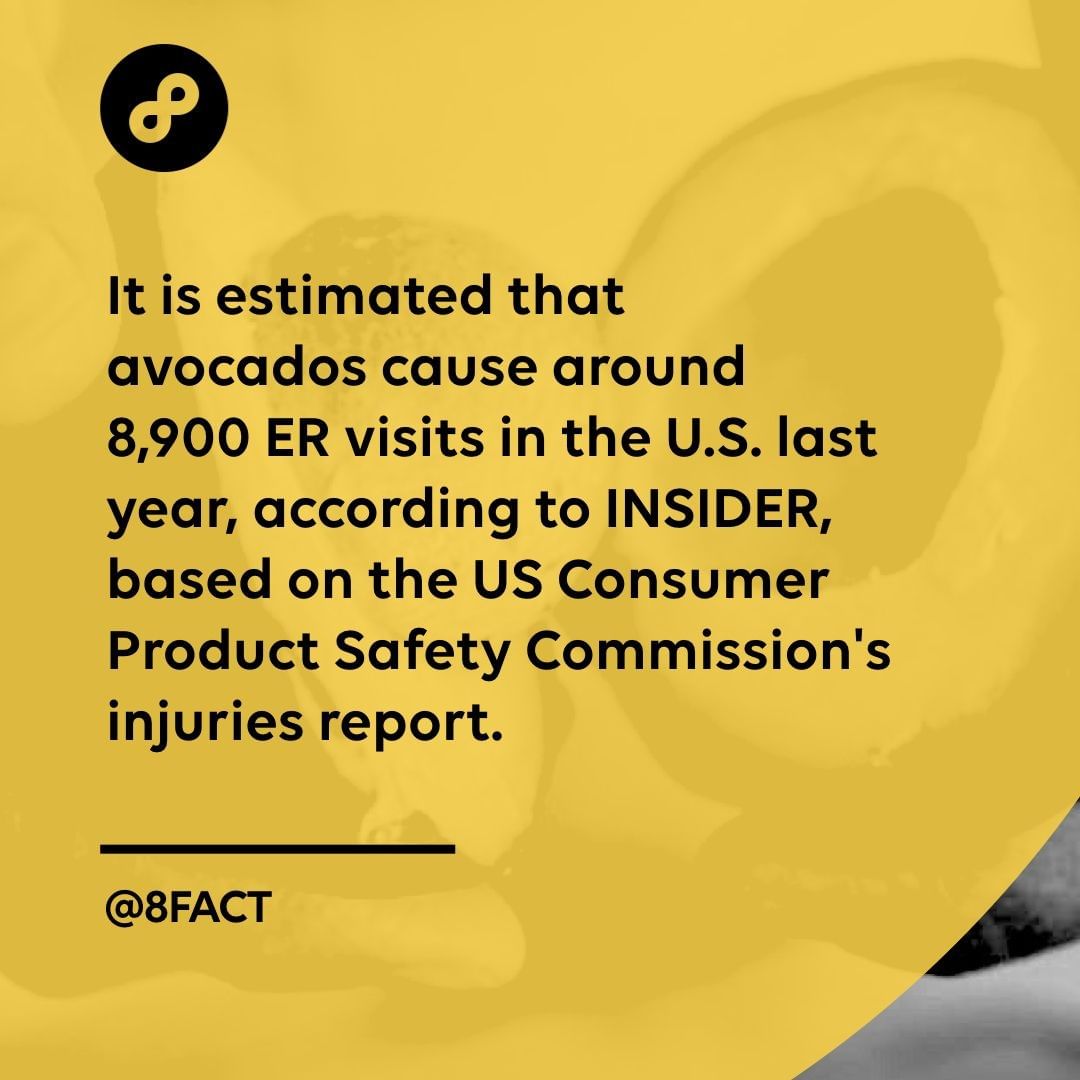 It is estimated that
avocados cause around
8,900 ER visits in the U.S. last
year, according to INSIDER,
based on the US Consumer
Product Safety Commission's
injuries report.
@8FACT